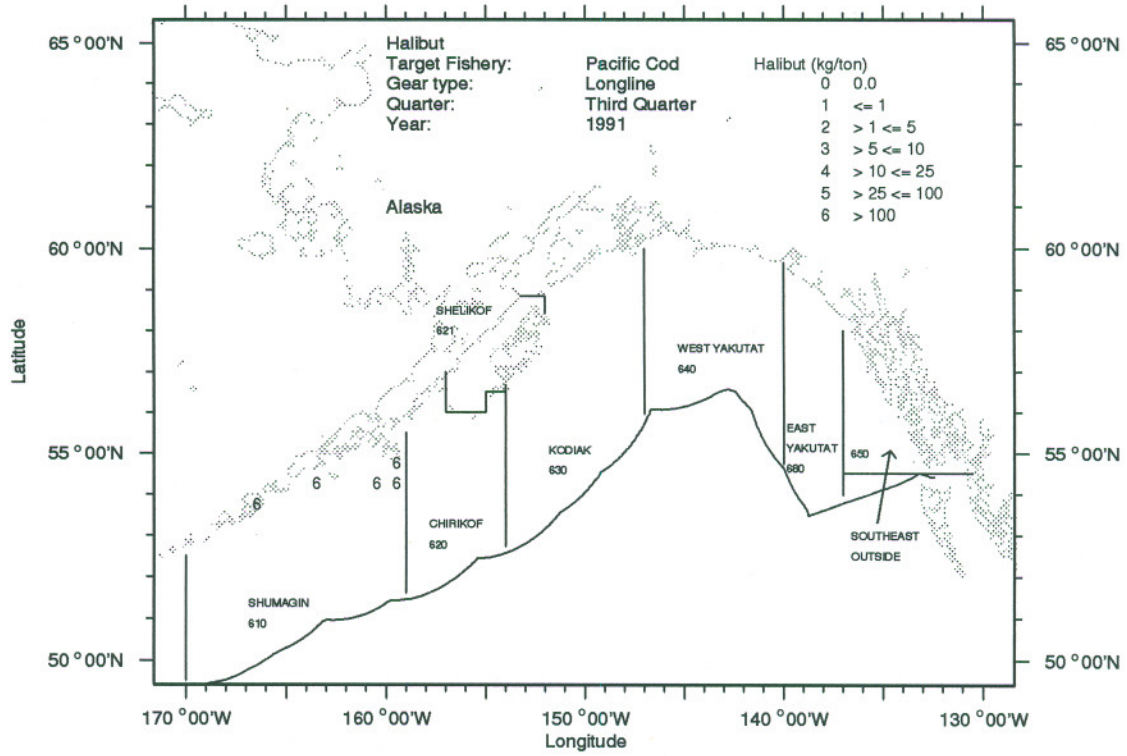 65 °00'N
65 °00'N
Halibut
Target Fishery: Pacific Cod
Gear type: Longline
Quarter: Third Quarter
Year: 1991
Halibut (kg/ton)
0 0.0
1 <= 1
2 > 1 <= 5
3 > 5 <= 10
4 > 10 <= 25
5 > 25 <= 100
6 > 100
Alaska
60 °00'N
60 °00'N
SHELIKOF
621
WEST YAKUTAT
640
Latitude
55 °00'N
55 °00'N
EAST
YAKUTAT
680
650
KODIAK
630
6
6
6
6
6
6
CHIRIKOF
620
SOUTHEAST
OUTSIDE
SHUMAGIN
610
50 °00'N
50 °00'N
170 °00'W
160 °00'W
150 °00'W
140 °00'W
130 °00'W
Longitude